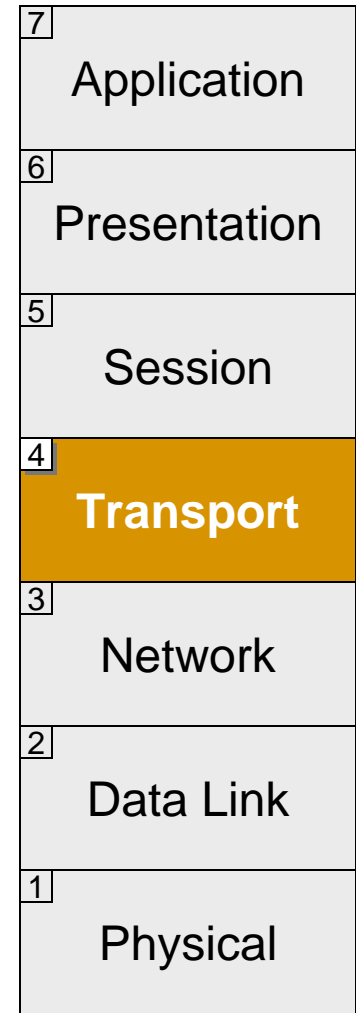 7
Application
6
Presentation
5
Session
4
Transport
3
Network
2
Data Link
1
Physical